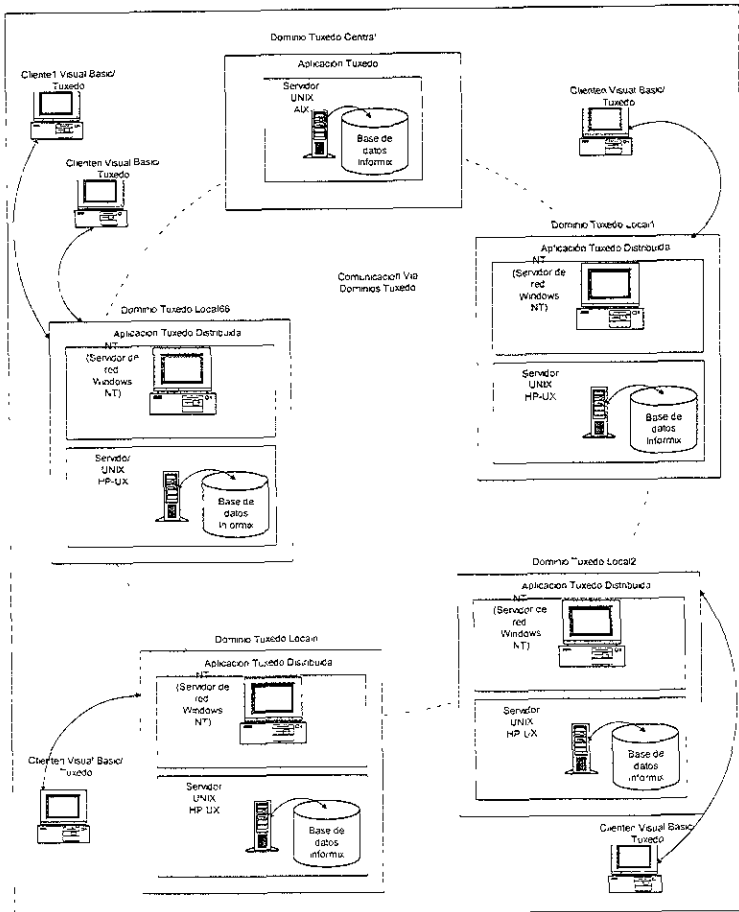 Dominio Tuxedo Central
Aplicación Tuxedo
Servidor
UNIX
AIX
Base de
datos
Informix
Cliente1 Visual Basic/
Tuxedo
Clienten Visual Basic/
Tuxedo
Clienten Visual Basic/
Tuxedo
Comunicacion Via
Dominios Tuxedo
Dominio Tuxedo Local1
Aplicación Tuxedo Distribuida
NT
(Servidor de
red
Windows
NT)
Servidor
UNIX
HP-UX
Base de
datos
Informix
Dominio Tuxedo Local66
Aplicacion Tuxedo Distribuida
NT
(Servidor de
red
Windows
NT)
Servidor
UNIX
HP-UX
Base de
datos
Informix
Dominio Tuxedo Local2
Aplicación Tuxedo Distribuida
NT
(Servidor de
red
Windows
NT)
Servidor
UNIX
HP UX
Base de
datos
Informix
Dominio Tuxedo Localn
Aplicación Tuxedo Distribuida
NT
(Servidor de
red
Windows
NT)
Servidor
UNIX
HP UX
Base de
datos
informix
Clienten Visual Basic/
Tuxedo
Clienten Visual Basic/
Tuxedo